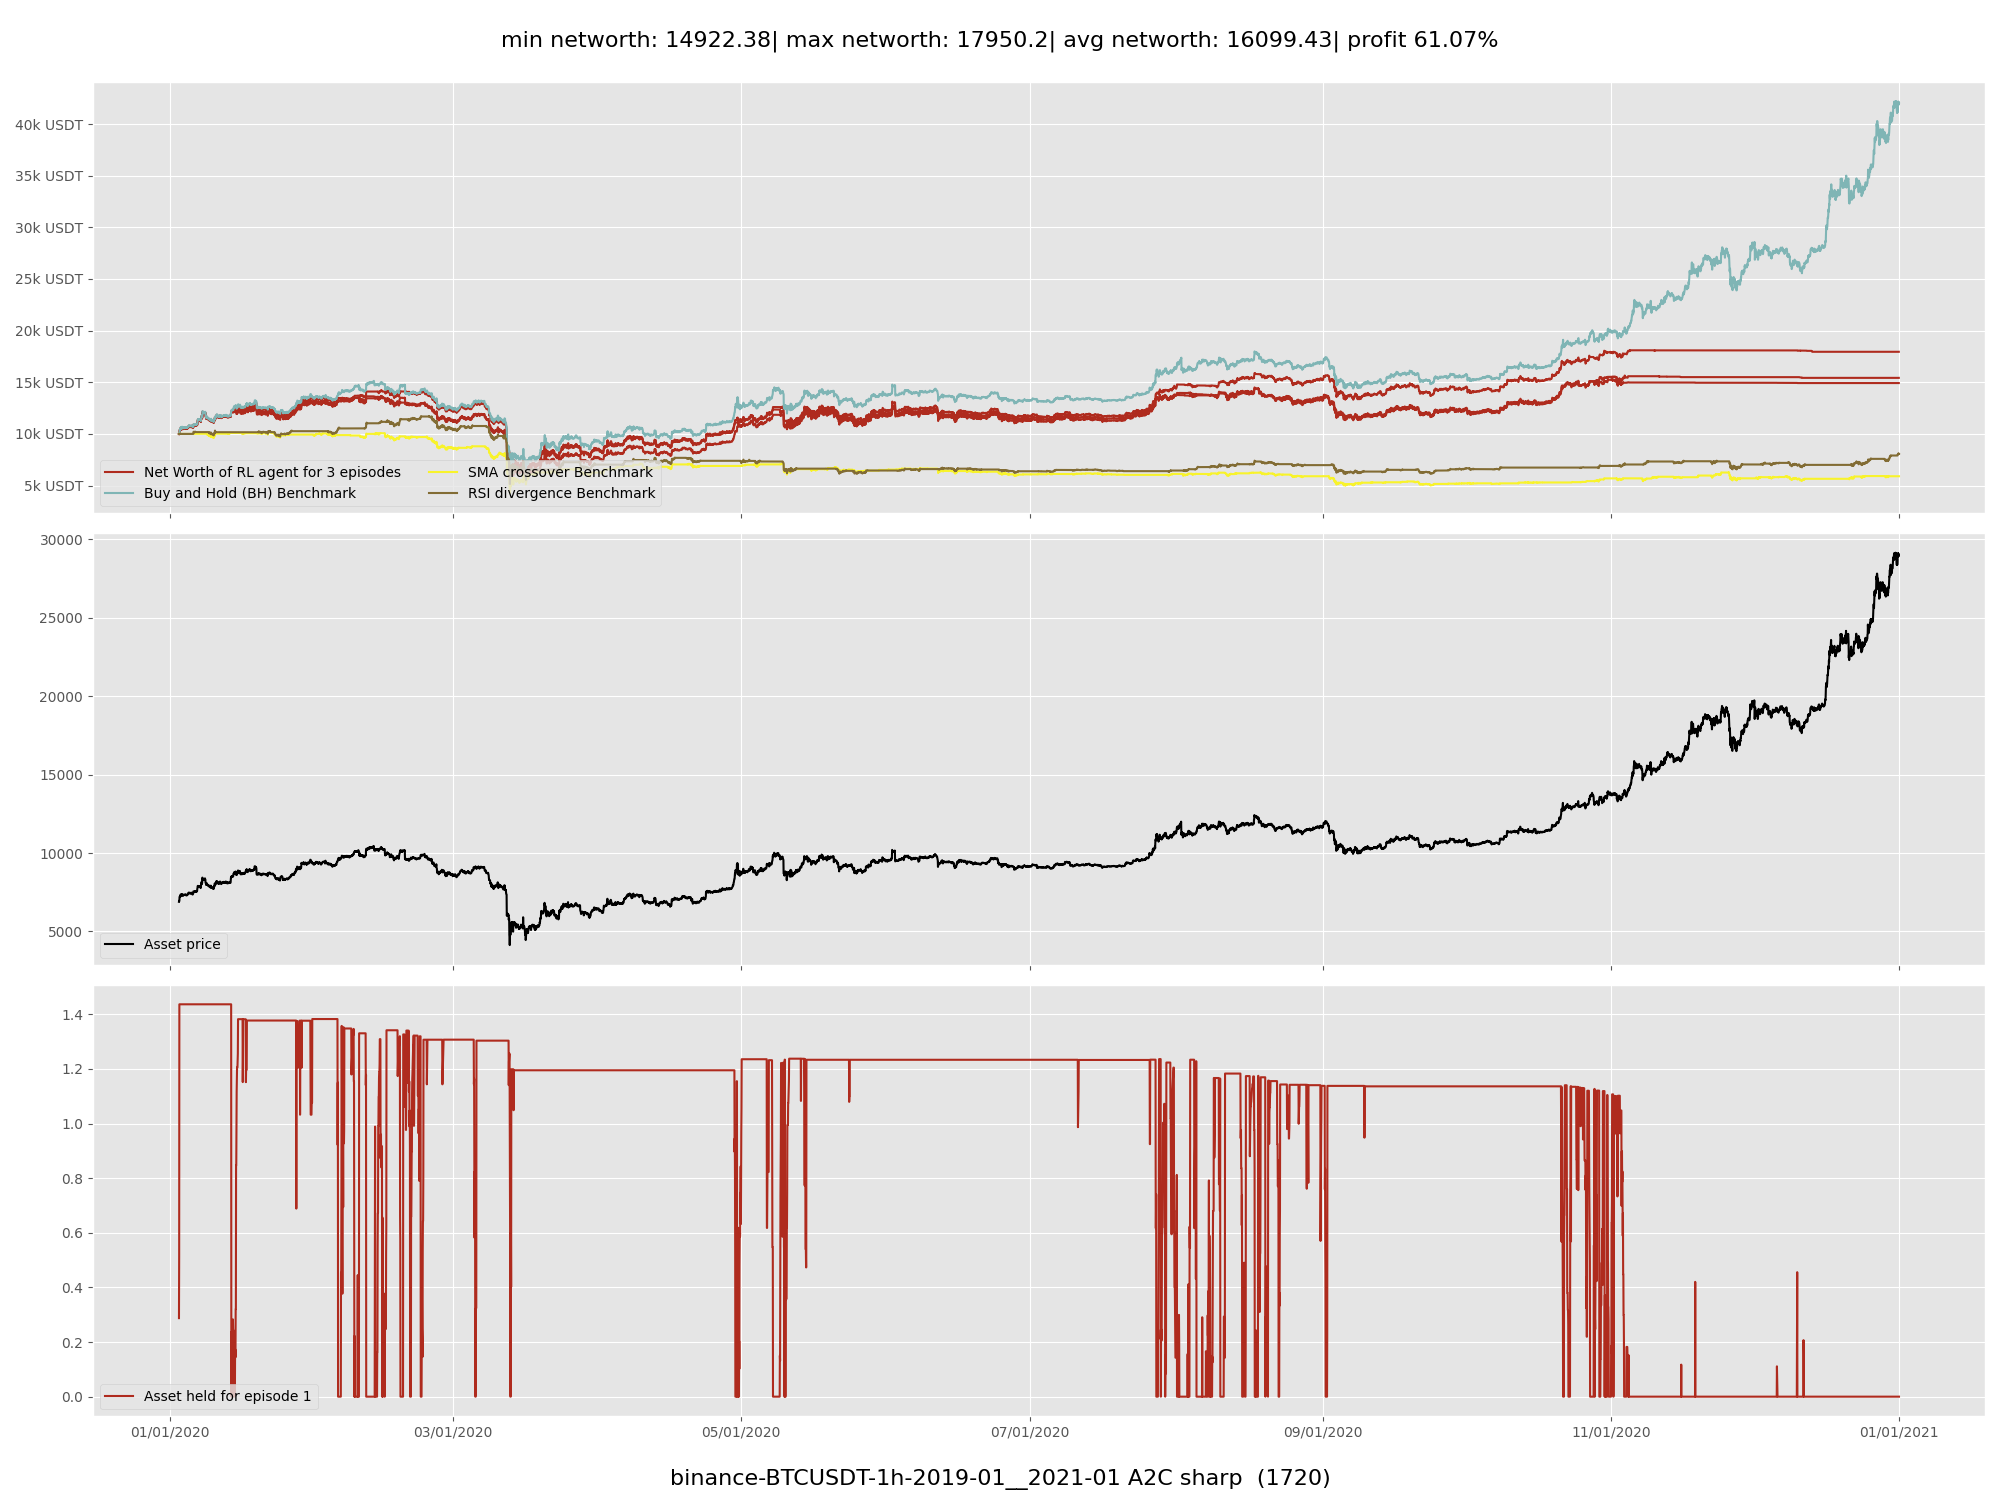 min networth: 14922.38| max networth: 17950.2| avg networth: 16099.43| profit 61.07%
40k USDT
35k USDT
30k USDT
25k USDT
20k USDT
15k USDT
10k USDT
5k USDT
Net Worth of RL agent for 3 episodes
Buy and Hold (BH) Benchmark
SMA crossover Benchmark
RSI divergence Benchmark
30000
25000
20000
15000
10000
5000
Asset price
1.4
1.2
1.0
0.8
0.6
0.4
0.2
0.0
Asset held for episode 1
01/01/2020 03/01/2020 05/01/2020 07/01/2020 09/01/2020 11/01/2020 01/01/2021
binance-BTCUSDT-1h-2019-01__2021-01 A2C sharp (1720)